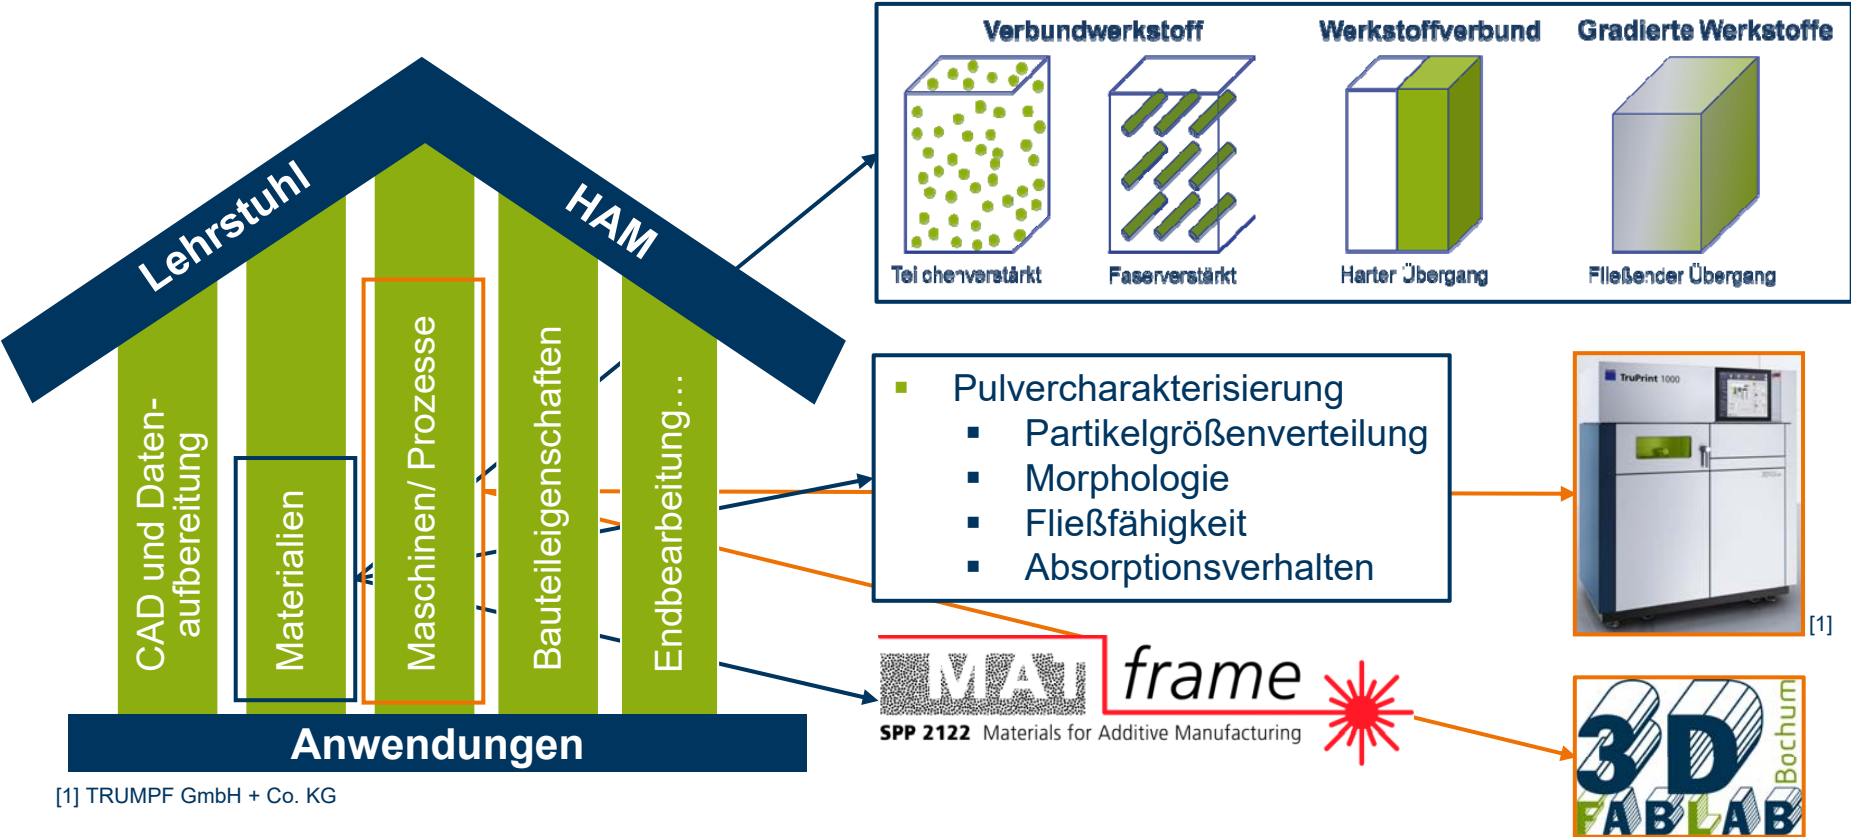 Verbundwerkstoff
Werkstoffverbund
Gradierte Werkstoffe
Faserverstärkt
Harter Übergang
Fließender Übergang
Lehrstuhl
HAM
CAD und Daten-
aufbereitung
Materialien
Maschinen/ Prozesse
Bauteileigenschaften
Endbearbeitung...
Anwendungen
▪ Pulvercharakterisierung
▪ Partikelgrößenverteilung
▪ Morphologie
▪ Fließfähigkeit
▪ Absorptionsverhalten
TruPrint 1000
[1]
MAT frame
SPP 2122 Materials for Additive Manufacturing
3D
Bochum
FABLAB
[1] TRUMPF GmbH + Co. KG